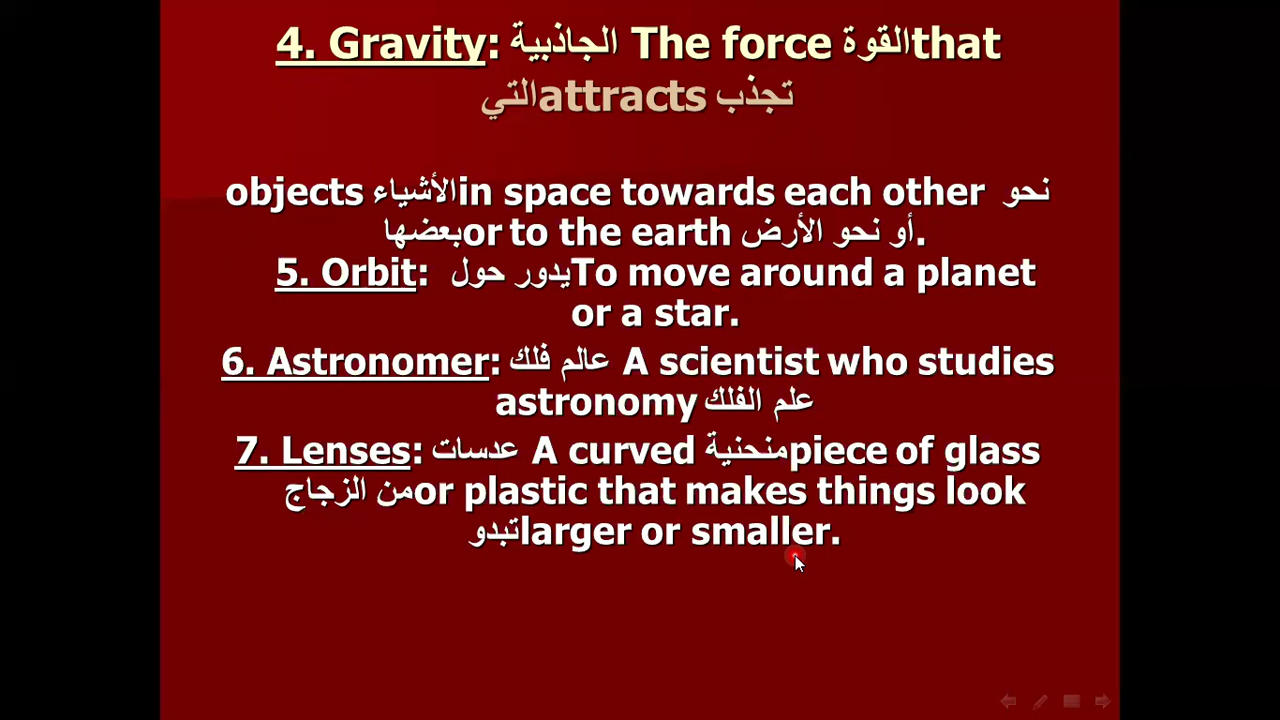 4. Gravity: الجاذبية The force القوةthat
التيattracts تجذب
objects الأشياءin space towards each other نحو
بعضهاor to the earth أو نحو الأرض.
5. Orbit: يدور حولTo move around a planet
or a star.
6. Astronomer: عالم فلك A scientist who studies
astronomy علم الفلك
7. Lenses: عدسات A curved منحنيةpiece of glass
من الزجاجor plastic that makes things look
تبدوlarger or smaller.